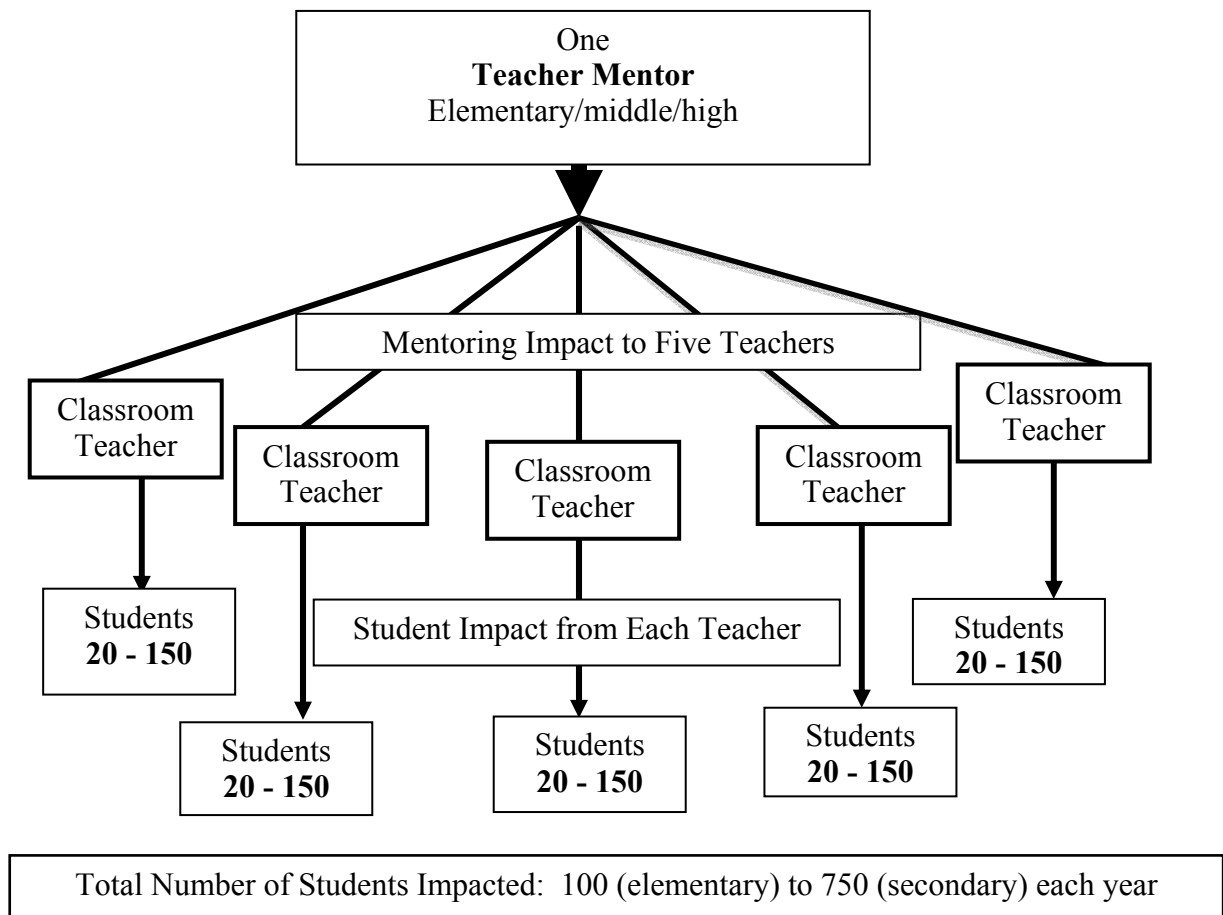 One
Teacher Mentor
Elementary/middle/high
Mentoring Impact to Five Teachers
Classroom
Teacher
Classroom
Teacher
Classroom
Teacher
Classroom
Teacher
Classroom
Teacher
Students
20 - 150
Student Impact from Each Teacher
Students
20 - 150
Students
20 - 150
Students
20 - 150
Students
20 - 150
Total Number of Students Impacted: 100 (elementary) to 750 (secondary) each year